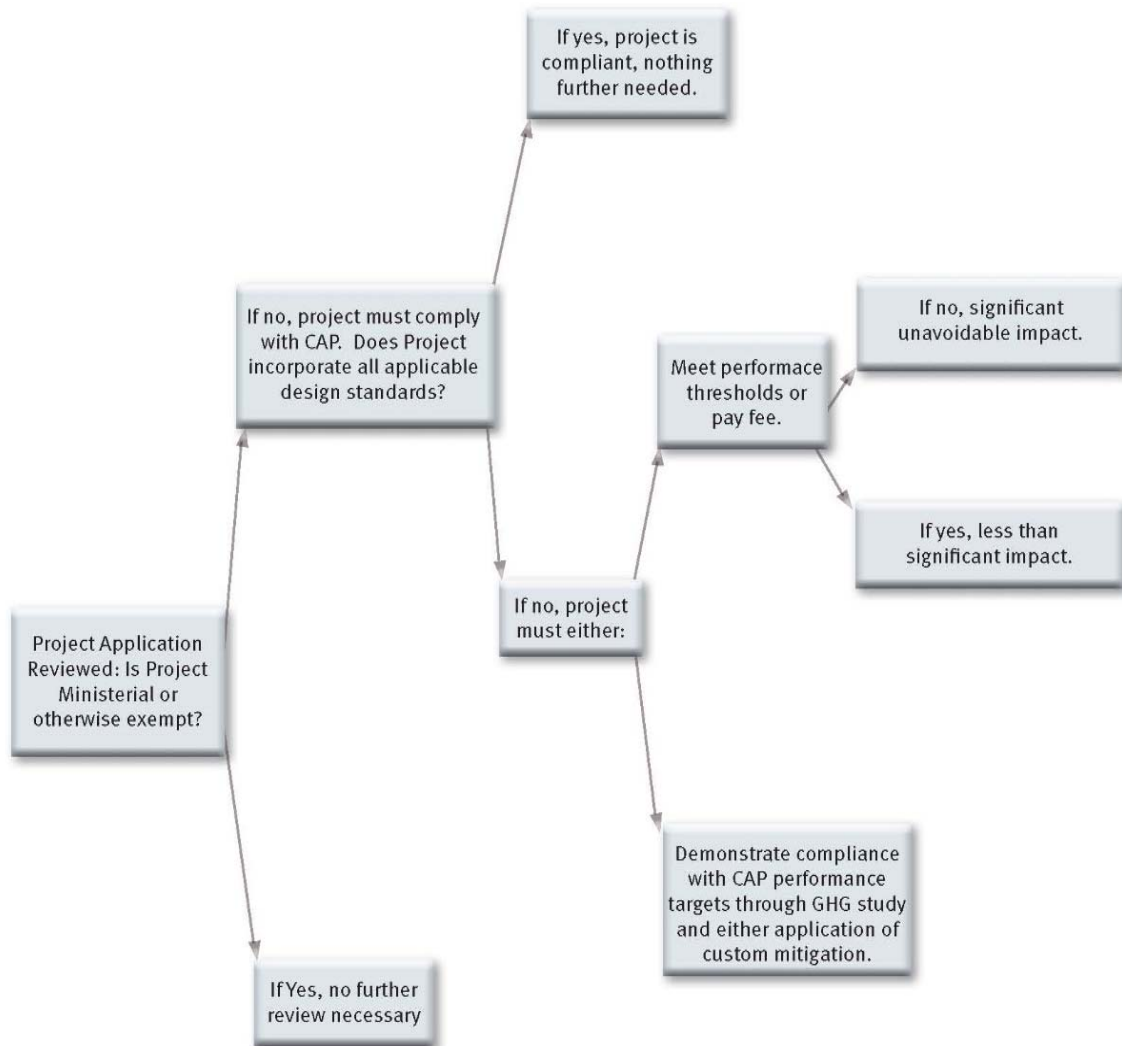 Project Application
Reviewed: Is Project
Ministerial or
otherwise exempt?
If no, project must comply
with CAP.  Does Project
incorporate all applicable
design standards?
If yes, project is
compliant, nothing
further needed.
If no, project
must either:
Meet performace
thresholds or
pay fee.
If no, significant
unavoidable impact.
If yes, less than
significant impact.
Demonstrate compliance
with CAP performance
targets through GHG study
and either application of
custom mitigation.
If Yes, no further
review necessary